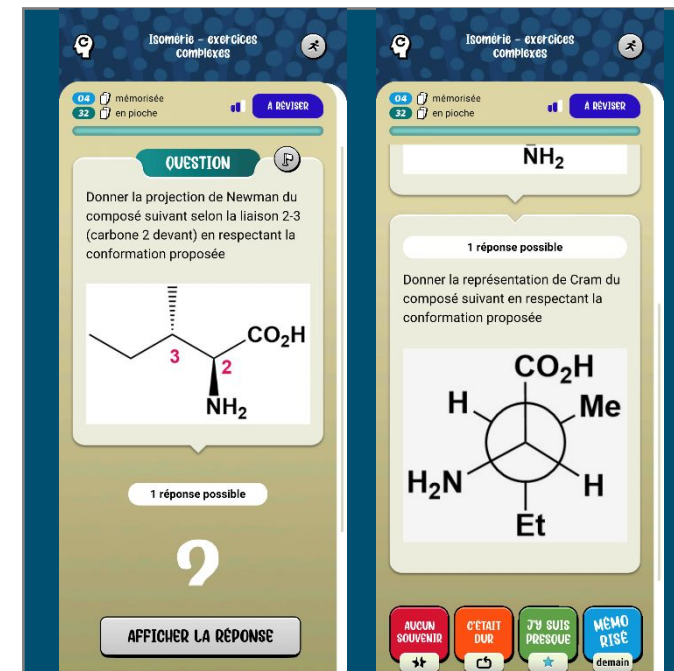 Isomérie - exercices
complexes
04 mémorisée
32 en pioche
A RÉVISER
QUESTION
Donner la projection de Newman du
composé suivant selon la liaison 2-3
(carbone 2 devant) en respectant la
conformation proposée
CO2H
3
2
NH2
1 réponse possible
?
AFFICHER LA RÉPONSE
Isomérie - exercices
complexes
04 mémorisée
32 en pioche
A RÉVISER
NH2
1 réponse possible
Donner la représentation de Cram du
composé suivant en respectant la
conformation proposée
CO2H
H
Me
H2N
H
Et
AUCUN
SOUVENIR
C'ÉTAIT
DUR
J'Y SUIS
PRESQUE
MÉMO
RISÉ
demain